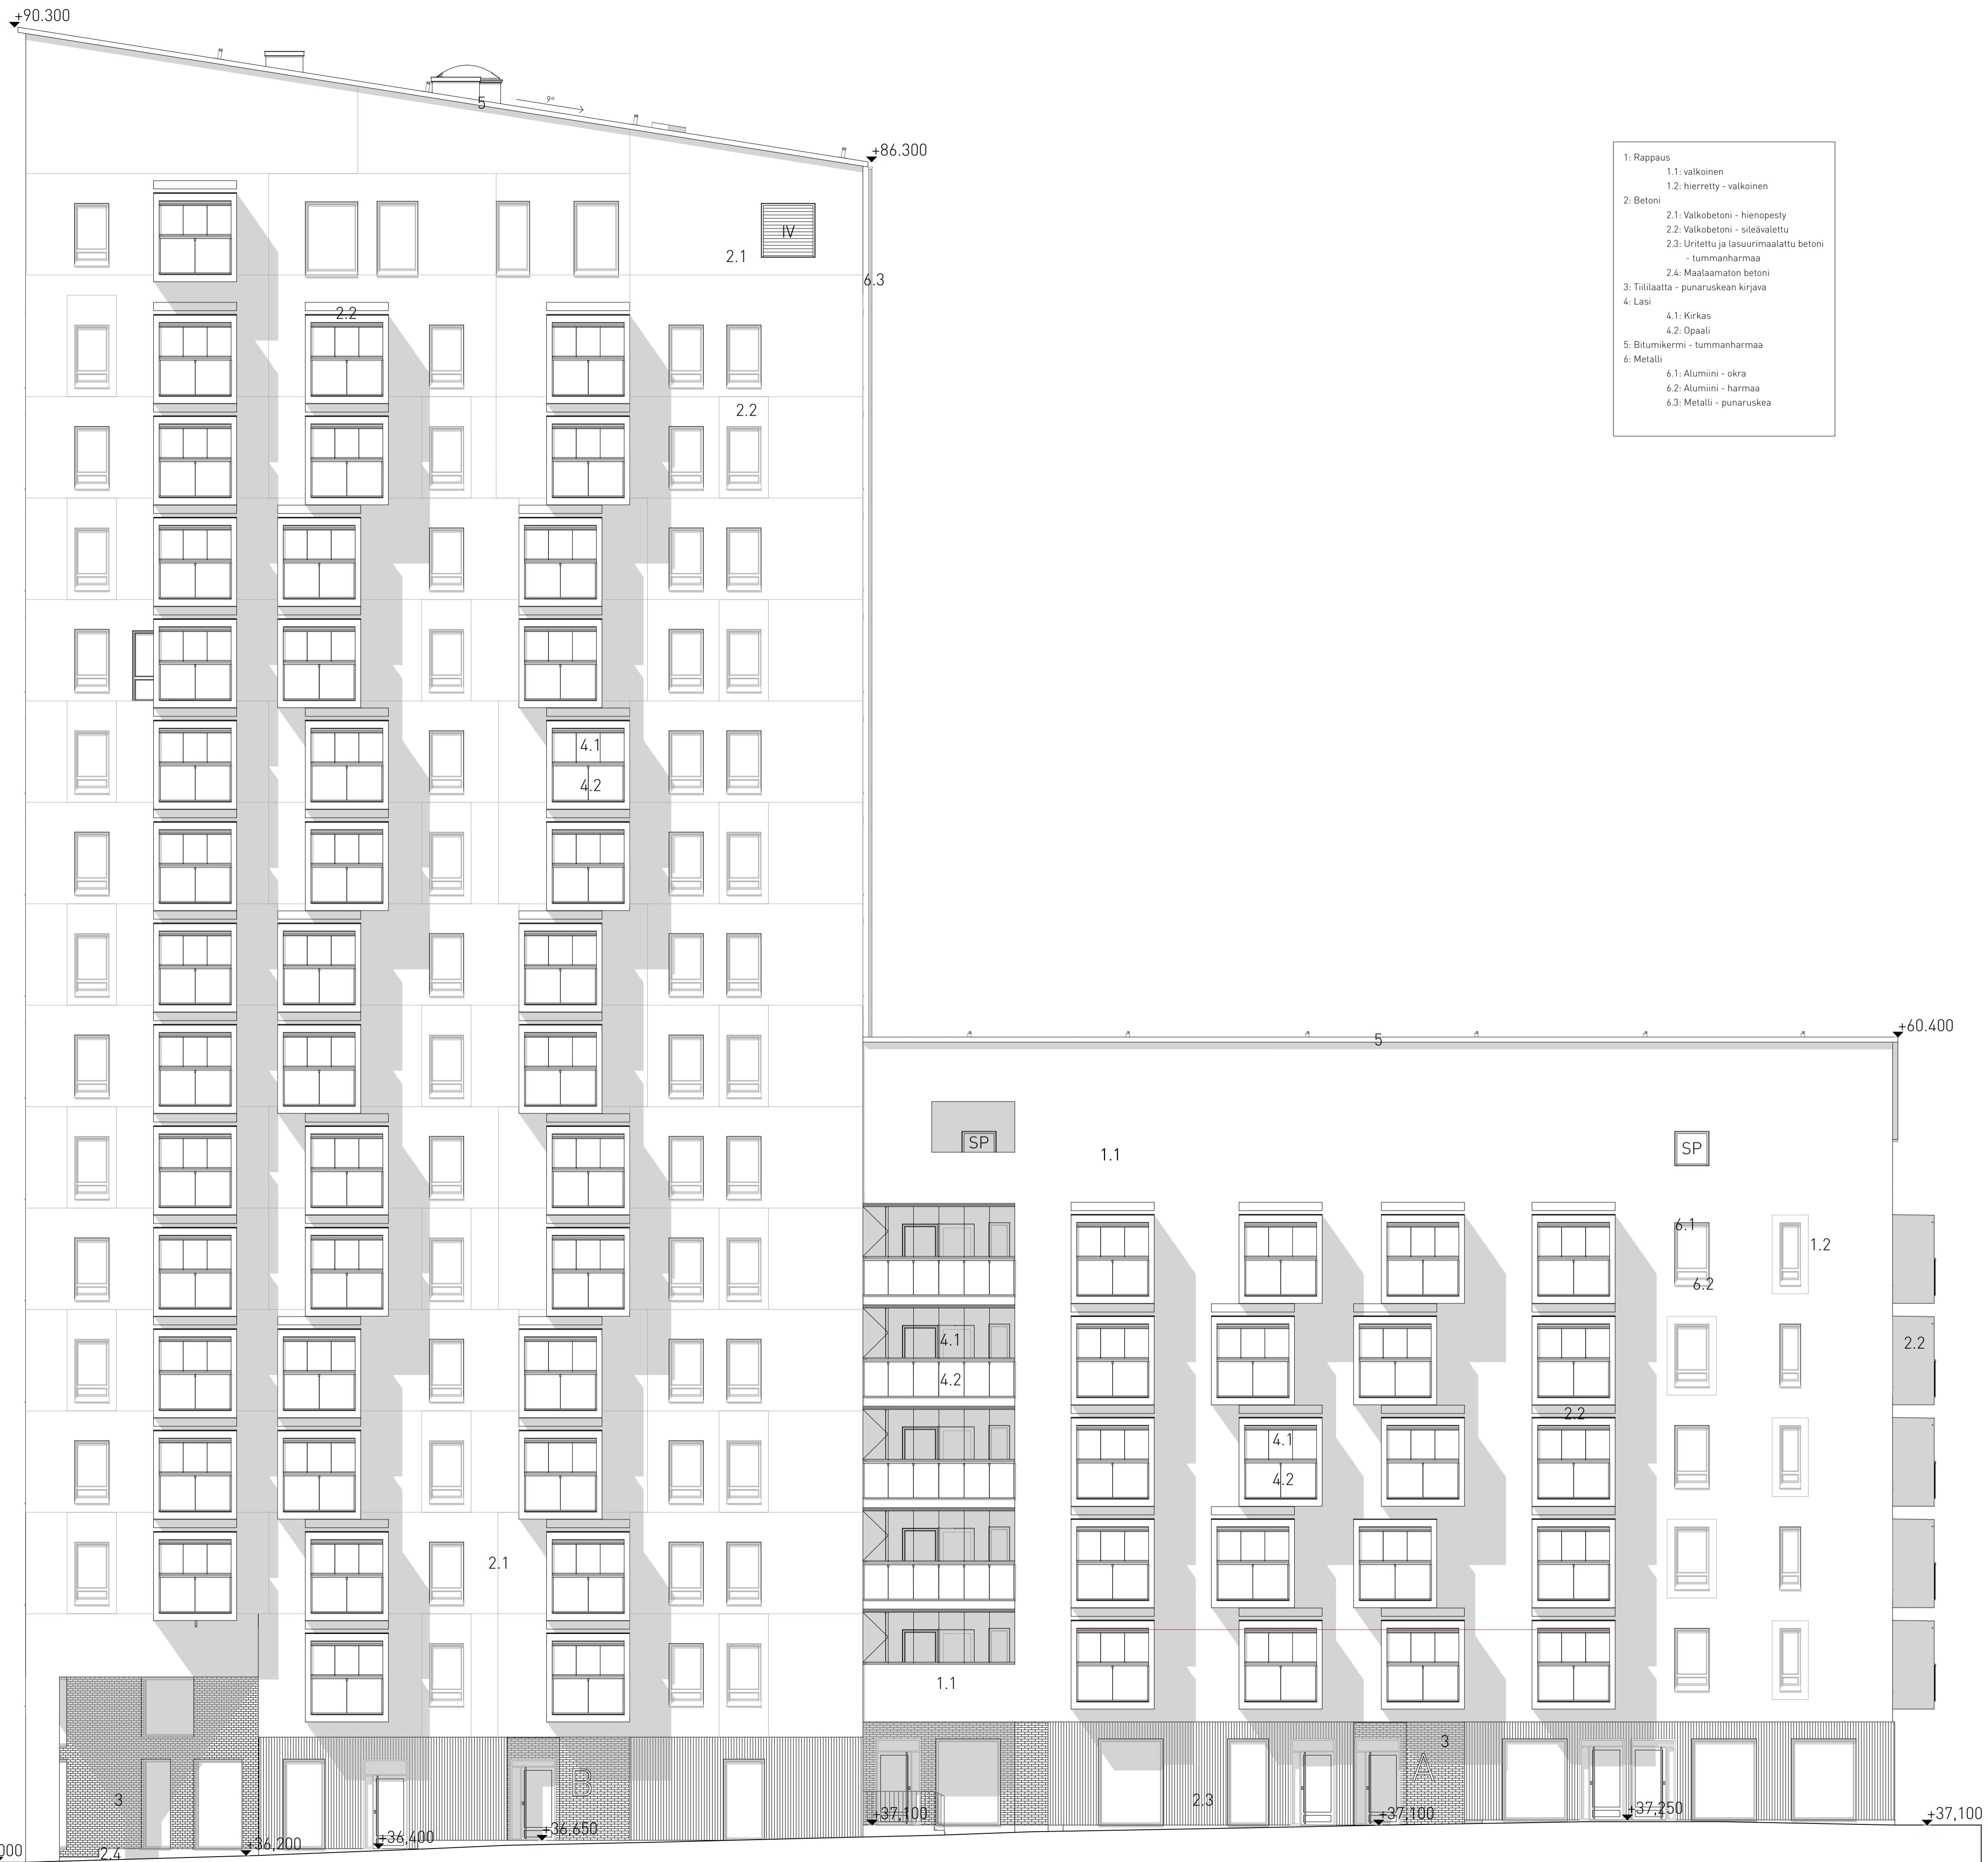 +90.300
5
9°
+86.300
1: Rappaus
1.1: valkoinen
1.2: hierretty - valkoinen
2: Betoni
2.1: Valkobetoni - hienopesty
2.2: Valkobetoni - sileävalettu
2.3: Uritettu ja lasuurimaalattu betoni
- tummanharmaa
2.4: Maalaamaton betoni
3: Tiililaatta - punaruskean kirjava
4: Lasi
4.1: Kirkas
4.2: Opaali
5: Bitumikermi - tummanharmaa
6: Metalli
6.1: Alumiini - okra
6.2: Alumiini - harmaa
6.3: Metalli - punaruskea
IV
2.1
6.3
2.2
2.2
4.1
4.2
+60.400
5
SP
1.1
SP
6.1
1.2
6.2
4.1
2.2
4.2
2.2
4.1
4.2
2.1
1.1
3
B
A
3
2.3
+37,100
+37,100
+37,250
+37,100
+36,650
+36,400
+36,200
2.4
000